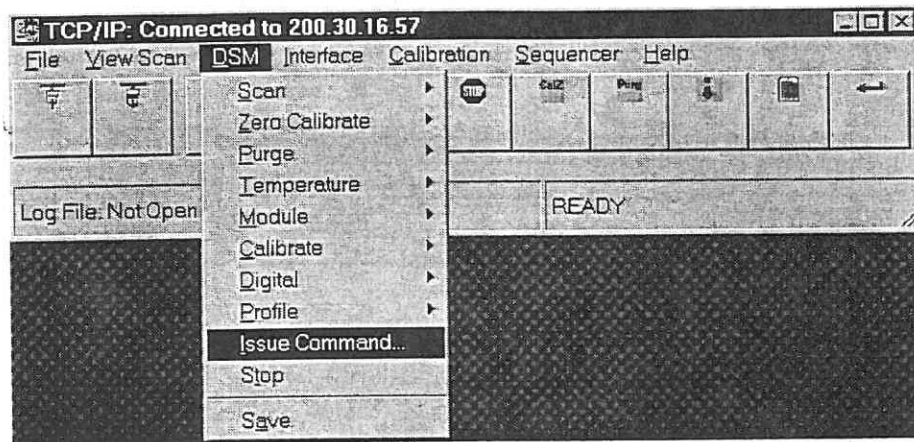 TCP/IP: Connected to 200.30.16.57
File View Scan DSM Interface Calibration Sequencer Help
STOP CalZ Purg
Scan
Zero Calibrate
Purge
Temperature
Log File: Not Open READY
Module
Calibrate
Digital
Profile
Issue Command...
Stop
Save